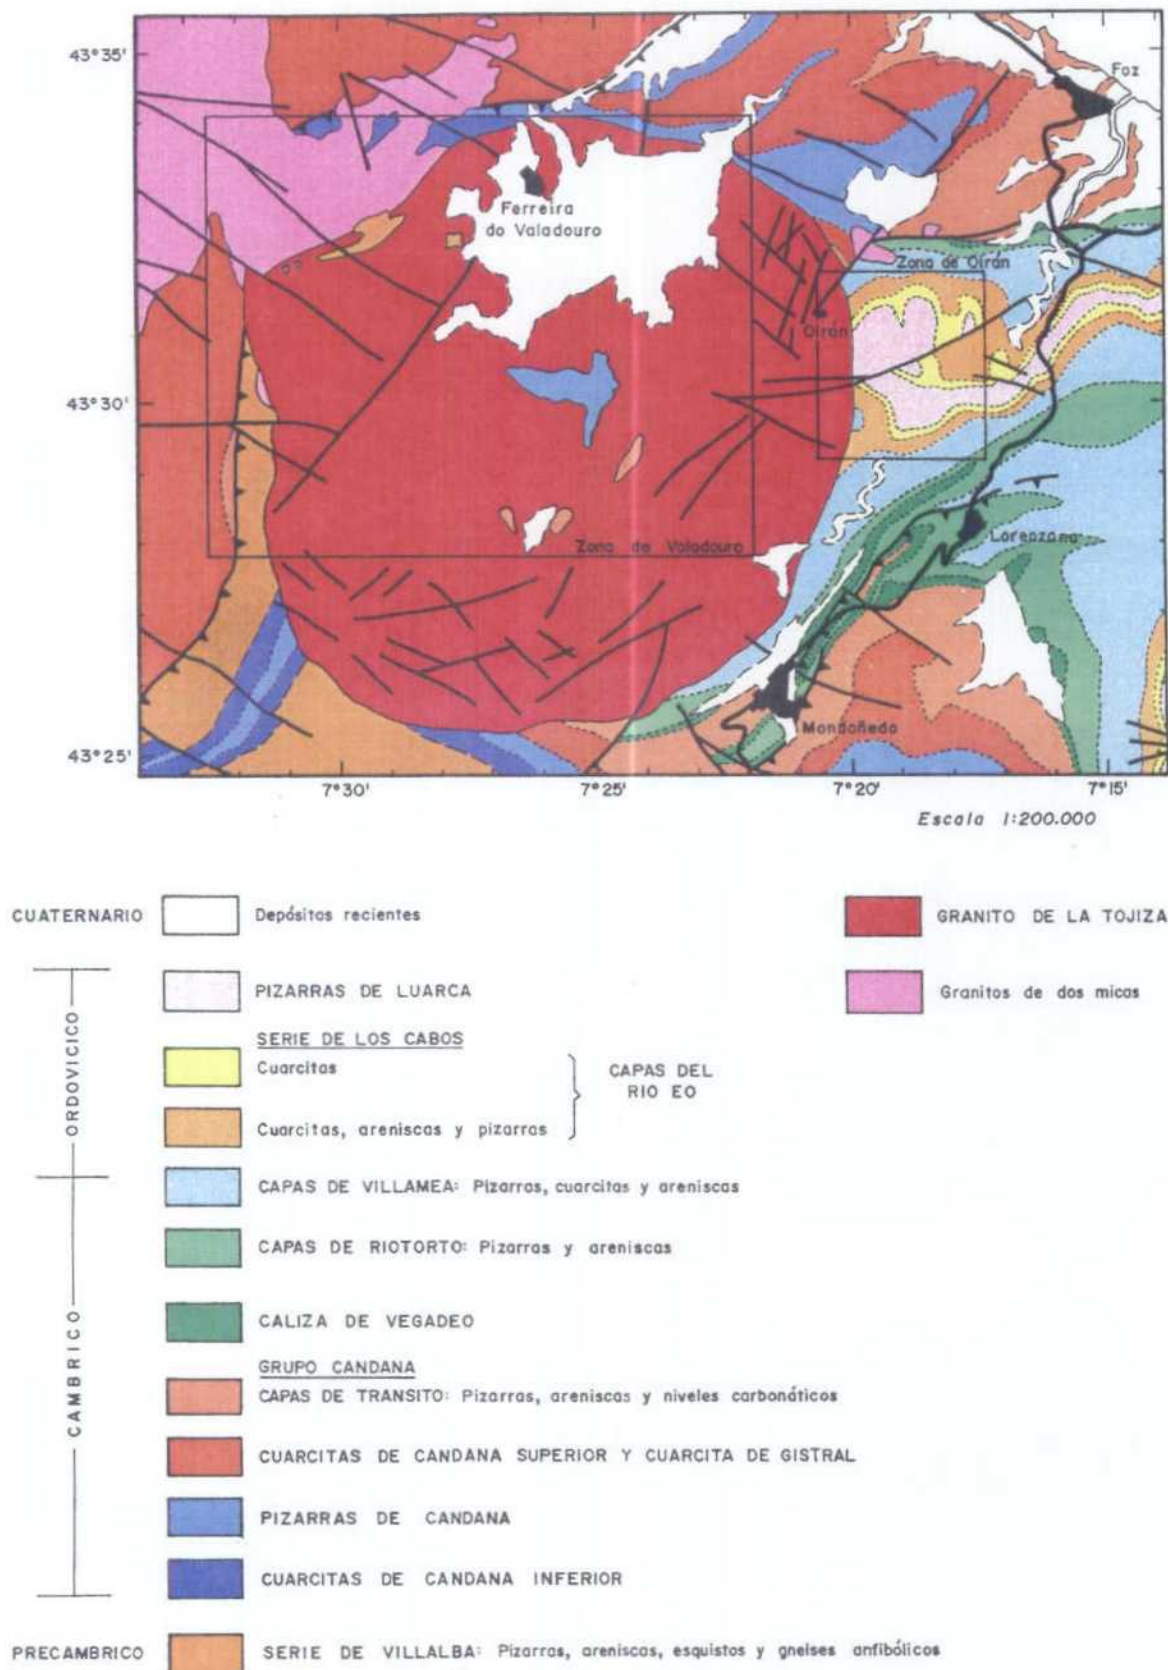 43°35'
Foz
Ferreira
do Valadouro
Zona de Oirán
Oirán
43°30'
Lorenzana
Zona de Valadouro
Mondoñedo
43°25'
7°30'
7°25'
7°20'
7°15'
Escala 1:200.000
CUATERNARIO
Depósitos recientes
GRANITO DE LA TOJIZA
ORDOVICICO
PIZARRAS DE LUARCA
Granitos de dos micas
SERIE DE LOS CABOS
Cuarcitas
CAPAS DEL
RIO EO
Cuarcitas, areniscas y pizarras
CAMBRICO
CAPAS DE VILLAMEA: Pizarras, cuarcitas y areniscas
CAPAS DE RIOTORTO: Pizarras y areniscas
CALIZA DE VEGADEO
GRUPO CANDANA
CAPAS DE TRANSITO: Pizarras, areniscas y niveles carbonáticos
CUARCITAS DE CANDANA SUPERIOR Y CUARCITA DE GISTRAL
PIZARRAS DE CANDANA
CUARCITAS DE CANDANA INFERIOR
PRECAMBRICO
SERIE DE VILLALBA: Pizarras, areniscas, esquistos y gneises anfibólicos